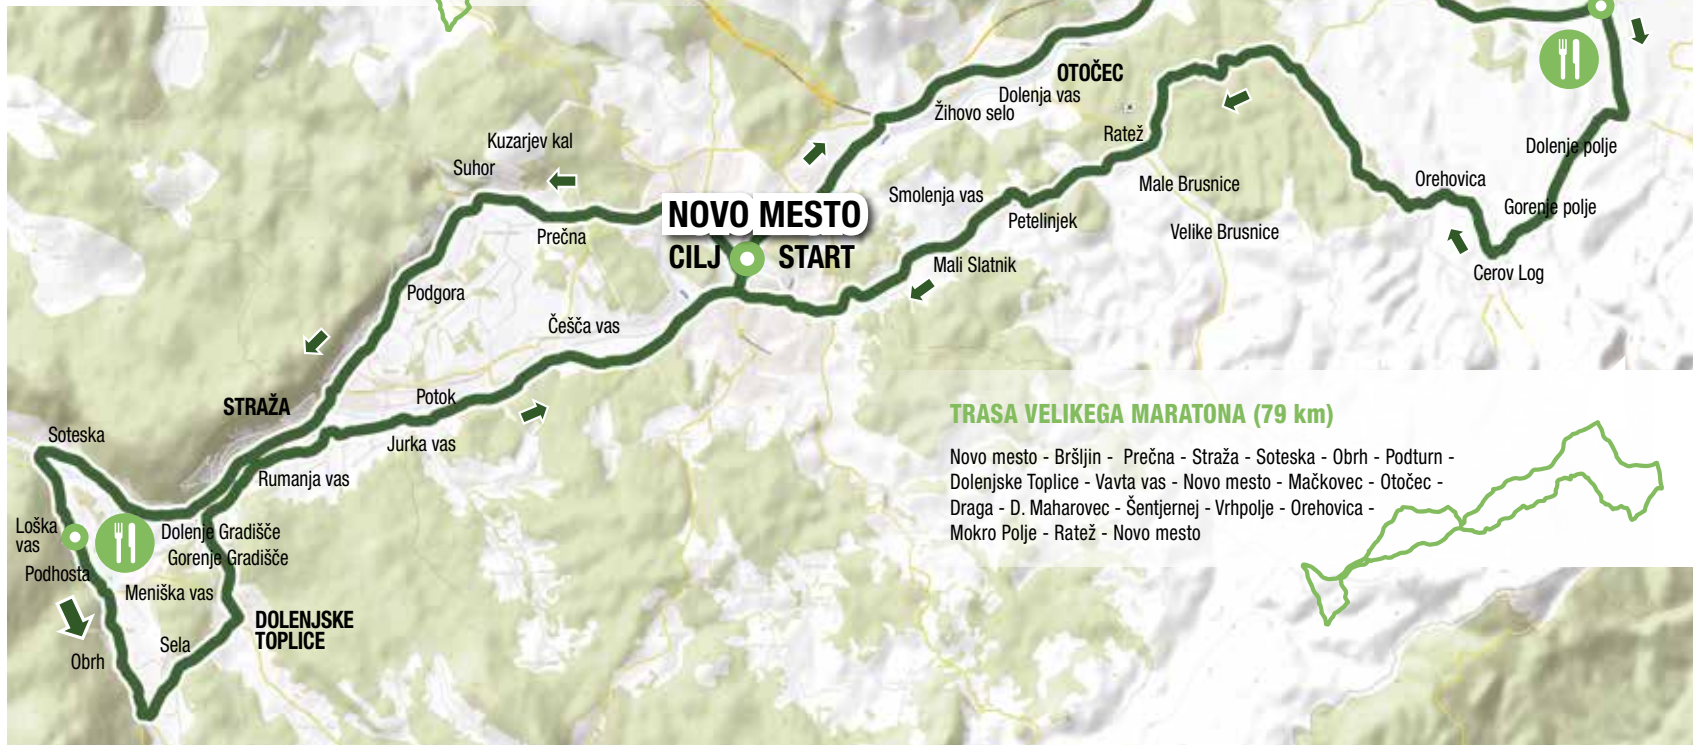 OTOČEC
Dolenja vas
Žihovo selo
Ratež
Kuzarjev kal
Suhor
Dolenje polje
Orehovica
Male Brusnice
Smolenja vas
Gorenje polje
NOVO MESTO
Petelinjek
Velike Brusnice
Prečna
CILJ
START
Mali Slatnik
Cerov Log
Podgora
Češča vas
Potok
STRAŽA
Jurka vas
Soteska
Rumanja vas
TRASA VELIKEGA MARATONA (79 km)
Novo mesto - Bršljin - Prečna - Straža - Soteska - Obrh - Podturn -
Dolenjske Toplice - Vavta vas - Novo mesto - Mačkovec - Otočec -
Draga - D. Maharovec - Šentjernej - Vrhpolje - Orehovica -
Mokro Polje - Ratež - Novo mesto
Loška
vas
Dolenje Gradišče
Gorenje Gradišče
Podhosta
Meniška vas
DOLENJSKE
TOPLICE
Sela
Obrh